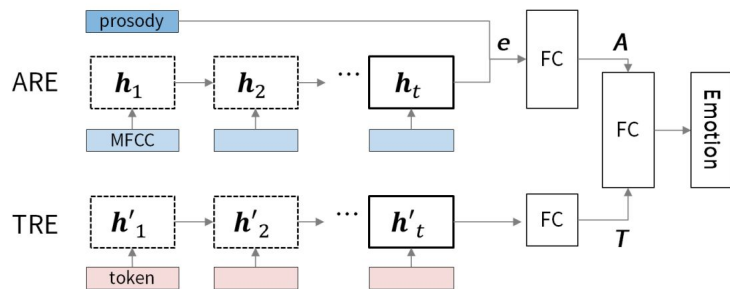 prosody
ARE
h₁
h₂
...
hₜ
e
FC
A
MFCC
FC
Emotion
TRE
h'₁
h'₂
...
h'ₜ
FC
T
token